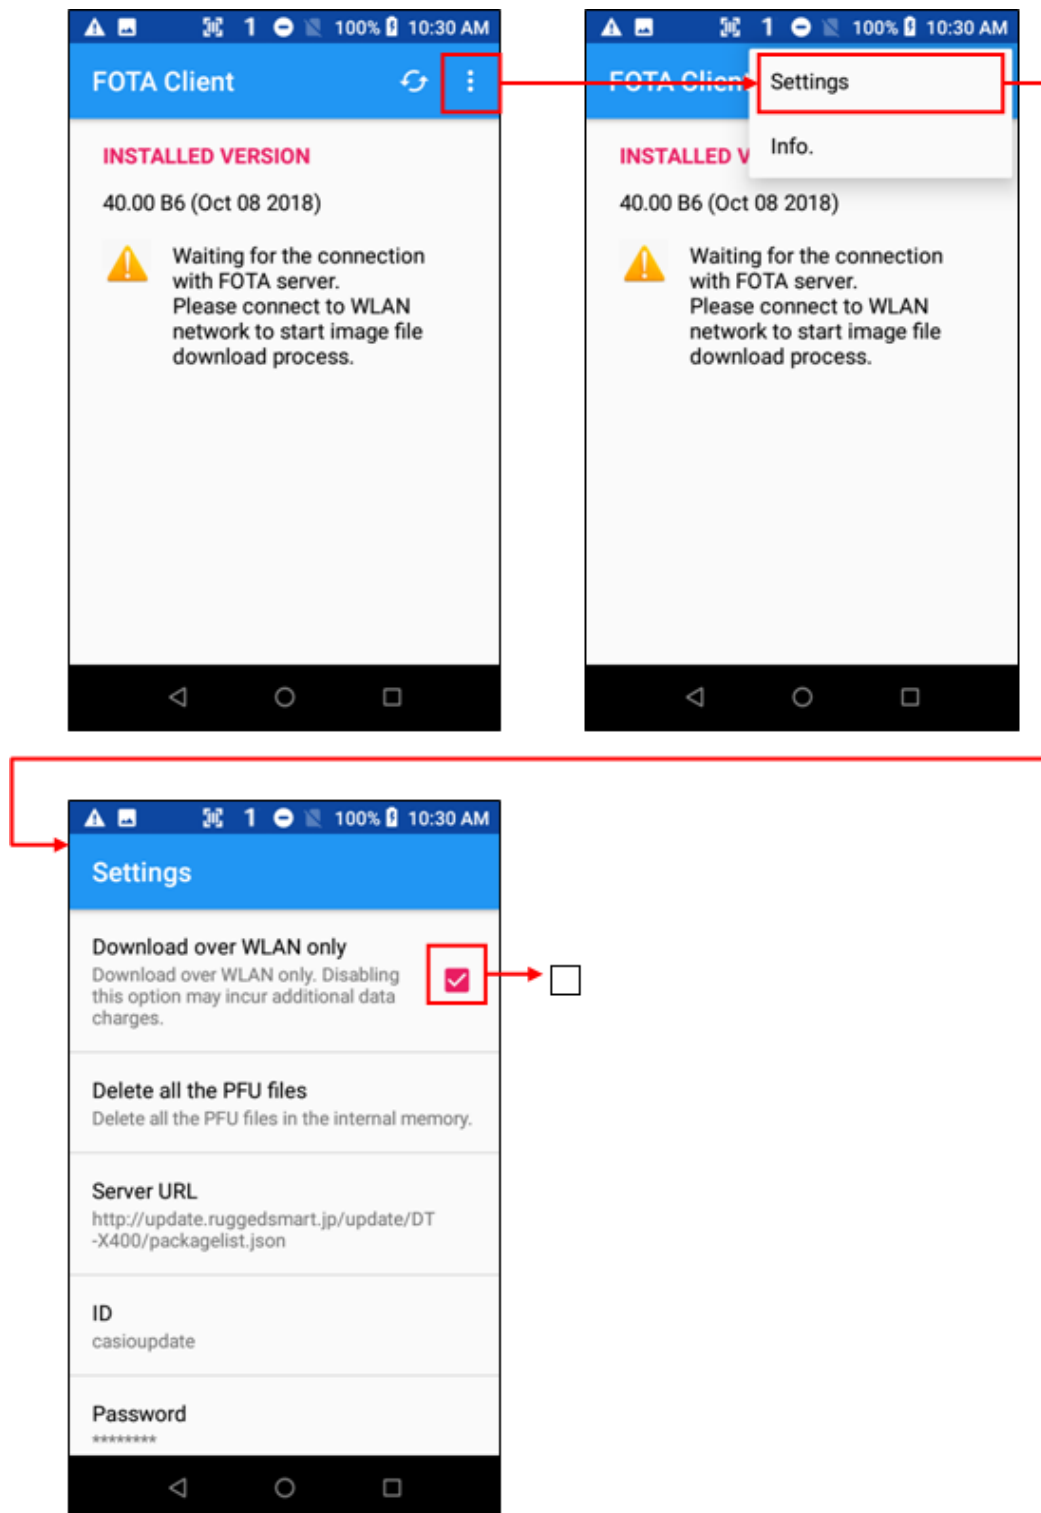 1 100% 10:30 AM
FOTA Client
INSTALLED VERSION
40.00 B6 (Oct 08 2018)
Waiting for the connection
with FOTA server.
Please connect to WLAN
network to start image file
download process.
1 100% 10:30 AM
FOTA Client
Settings
Info.
INSTALLED V
40.00 B6 (Oct 08 2018)
Waiting for the connection
with FOTA server.
Please connect to WLAN
network to start image file
download process.
1 100% 10:30 AM
Settings
Download over WLAN only
Download over WLAN only. Disabling
this option may incur additional data
charges.
Delete all the PFU files
Delete all the PFU files in the internal memory.
Server URL
http://update.ruggedsmart.jp/update/DT
-X400/packagelist.json
ID
casioupdate
Password
********